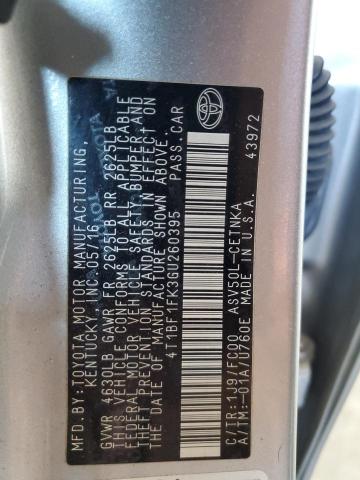 MFD.BY:TOYOTA MOTOR MANUFACTURING,
KENTUCKY, INC. 05/16
GVWR 4630LB GAWR FR 2625LB RR 2625LB
THIS VEHICLE CONFORMS TO ALL APPLICABLE
FEDERAL MOTOR VEHICLE SAFETY, BUMPER, AND
THEFT PREVENTION STANDARDS IN EFFECT ON
THE DATE OF MANUFACTURE SHOWN ABOVE.
4T1BF1FK3GU260395 PASS.CAR
C/TR:1J9/FC00 ASV50L-CETNKA
A/TM:-01A/U760E MADE IN U.S.A. 43972